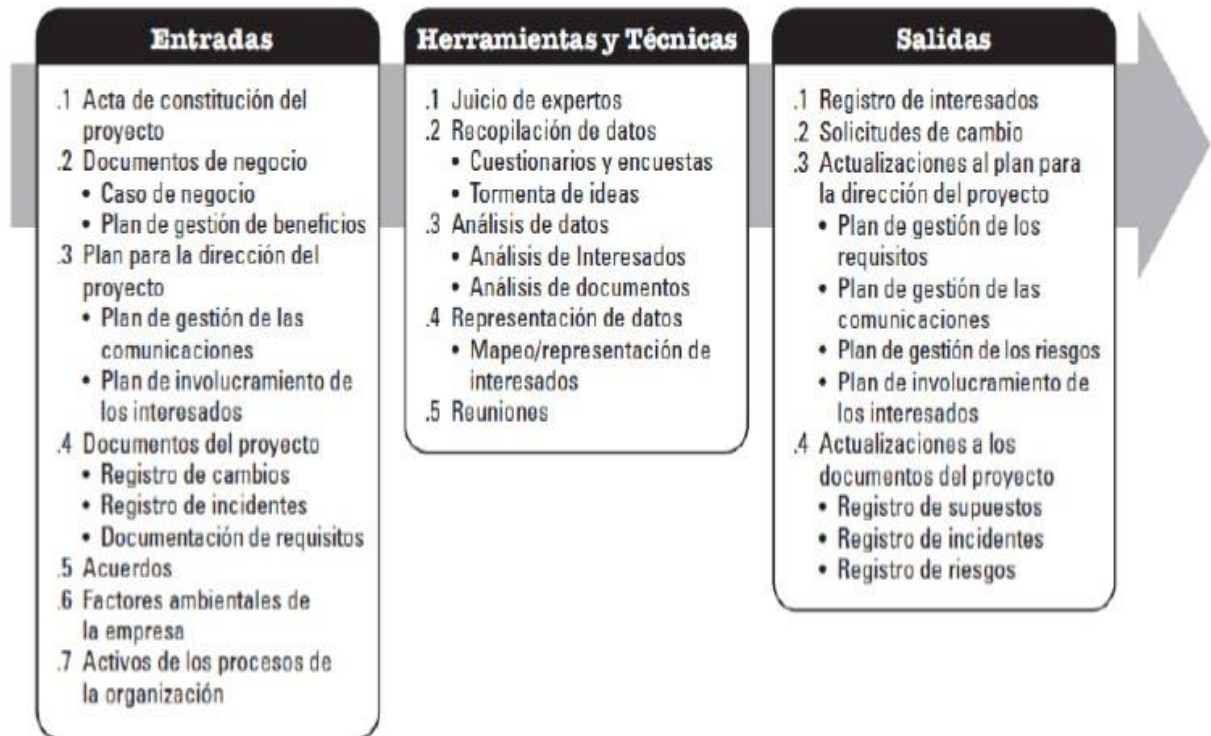 Entradas
.1 Acta de constitución del
proyecto
.2 Documentos de negocio
• Caso de negocio
• Plan de gestión de beneficios
.3 Plan para la dirección del
proyecto
• Plan de gestión de las
comunicaciones
• Plan de involucramiento de
los interesados
.4 Documentos del proyecto
• Registro de cambios
• Registro de incidentes
• Documentación de requisitos
.5 Acuerdos
.6 Factores ambientales de
la empresa
.7 Activos de los procesos de
la organización
Herramientas y Técnicas
.1 Juicio de expertos
.2 Recopilación de datos
• Cuestionarios y encuestas
• Tormenta de ideas
.3 Análisis de datos
• Análisis de Interesados
• Análisis de documentos
.4 Representación de datos
• Mapeo/representación de
interesados
.5 Reuniones
Salidas
.1 Registro de interesados
.2 Solicitudes de cambio
.3 Actualizaciones al plan para
la dirección del proyecto
• Plan de gestión de los
requisitos
• Plan de gestión de las
comunicaciones
• Plan de gestión de los riesgos
• Plan de involucramiento de
los interesados
.4 Actualizaciones a los
documentos del proyecto
• Registro de supuestos
• Registro de incidentes
• Registro de riesgos